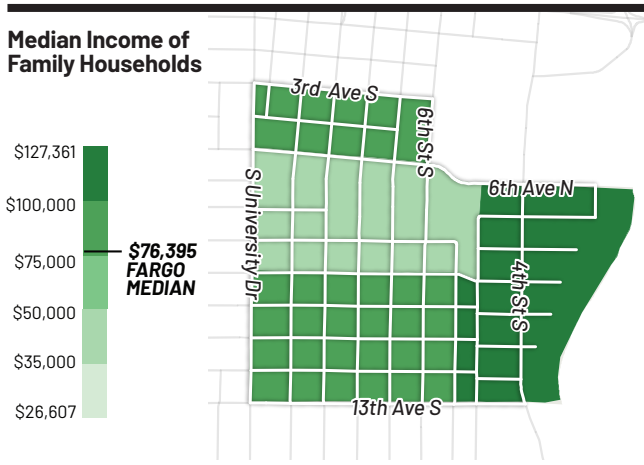 Median Income of
Family Households
$127,361
$100,000
$76,395
FARGO
MEDIAN
$75,000
$50,000
$35,000
$26,607
3rd Ave S
6th St S
S University Dr
6th Ave N
4th St S
13th Ave S